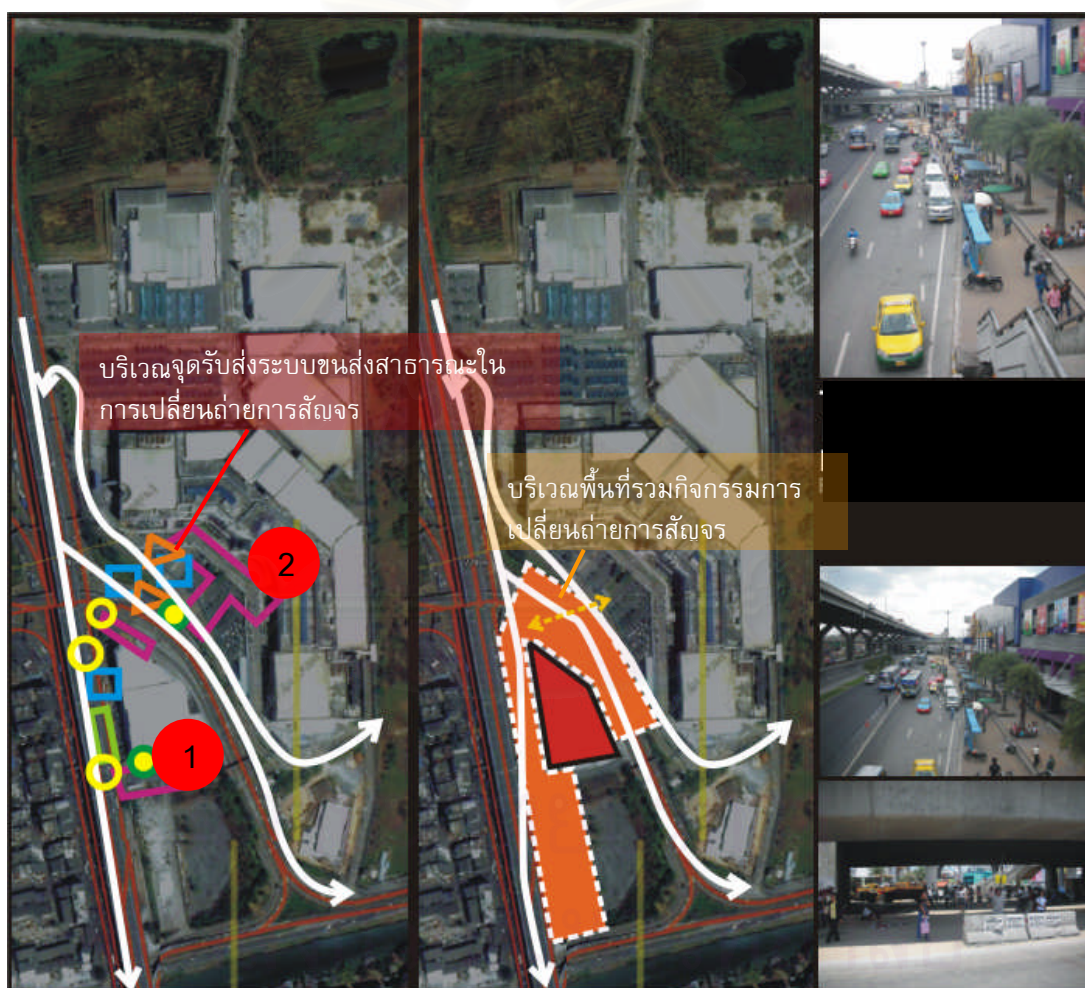 บริเวณจุดรับส่งระบบขนส่งสาธารณะใน
การเปลี่ยนถ่ายการสัญจร
บริเวณพื้นที่รวมกิจกรรมการ
เปลี่ยนถ่ายการสัญจร
2
1